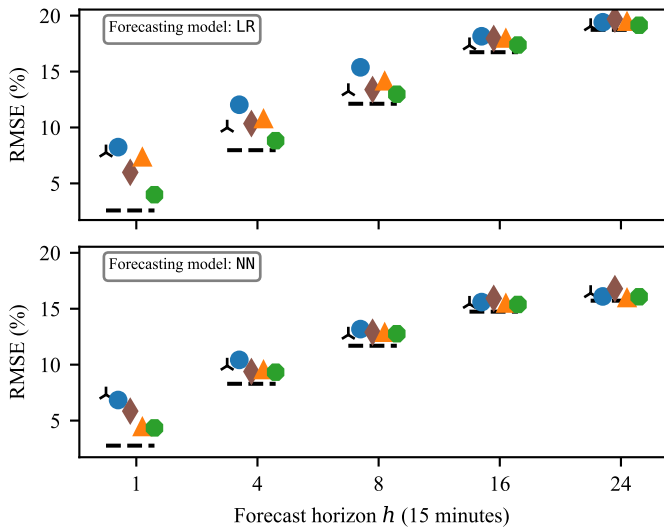 20
15
10
5
RMSE (%)
Forecasting model: LR
20
15
10
5
RMSE (%)
Forecasting model: NN
1 4 8 16 24
Forecast horizon h (15 minutes)